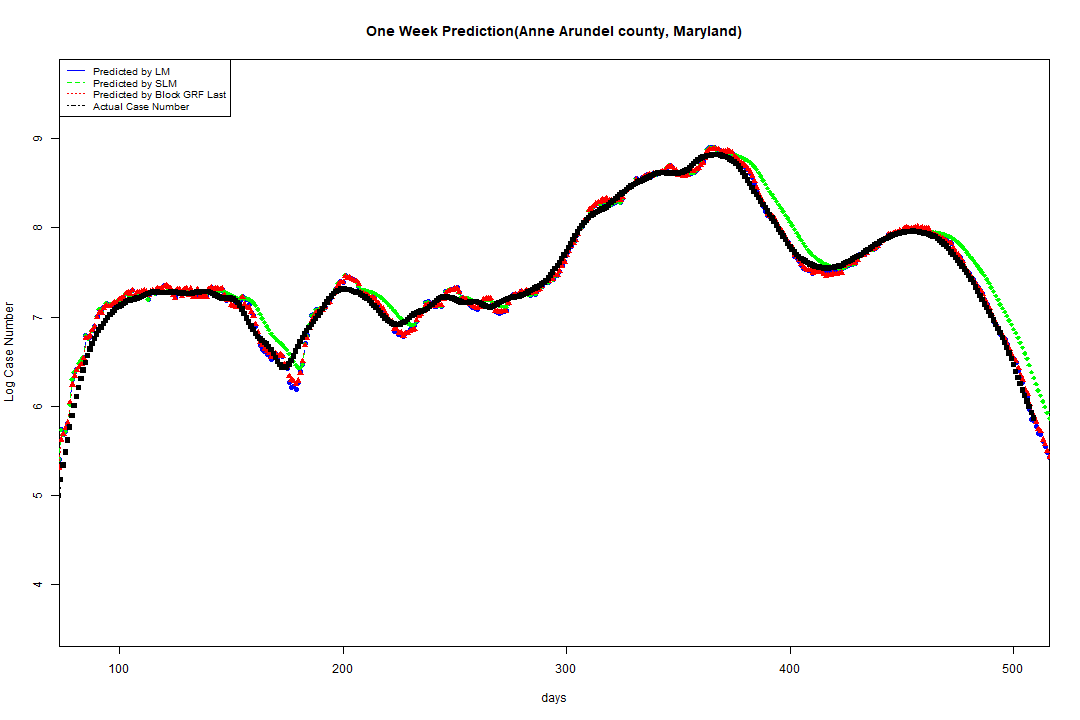 One Week Prediction(Anne Arundel county, Maryland)
Predicted by LM
Predicted by SLM
Predicted by Block GRF Last
Actual Case Number
Log Case Number
9
8
7
6
5
4
100 200 300 400 500
days